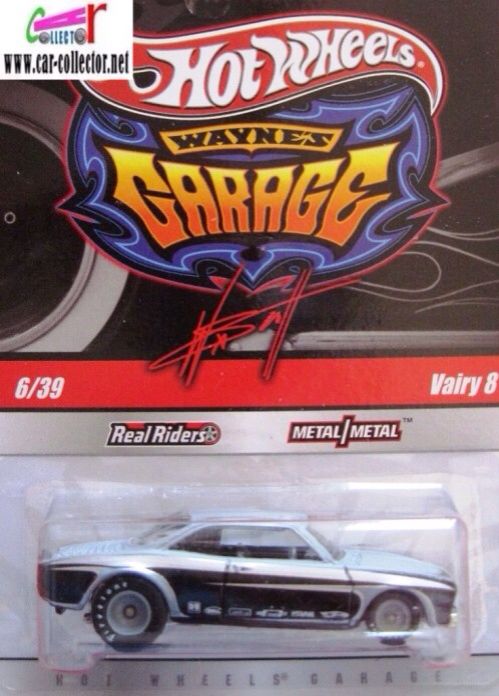 Car
Collector
www.car-collector.net
Hot Wheels®
WAYNE'S
GARAGE
6/39
Vairy 8
Real Riders
METAL/METAL™
HOT WHEELS® GARAGE